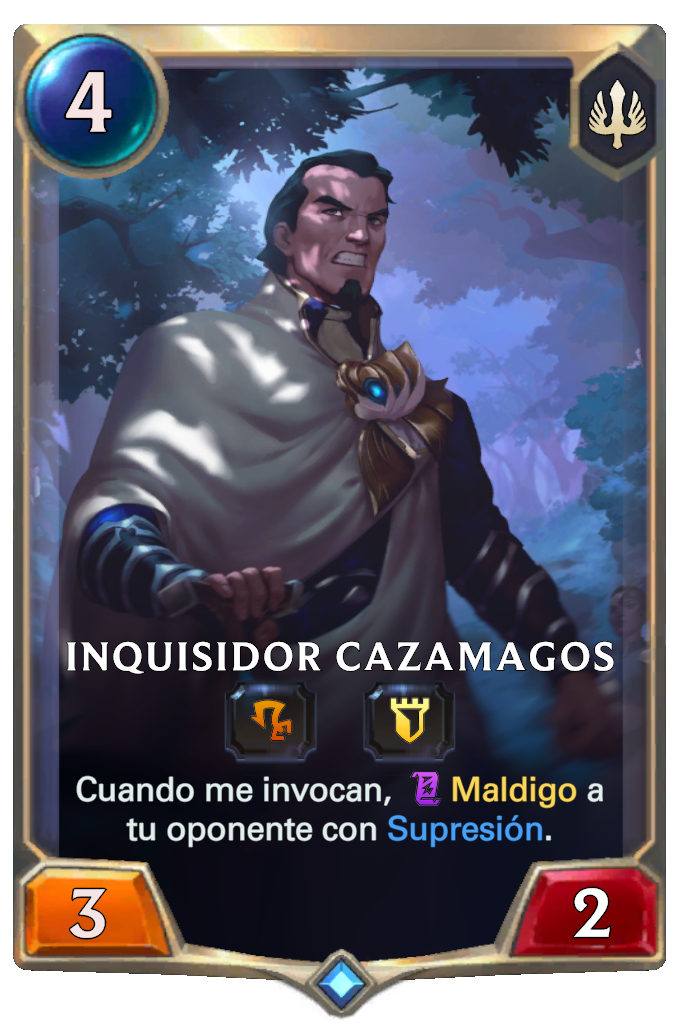 4
INQUISIDOR CAZAMAGOS
Cuando me invocan, Maldigo a
tu oponente con Supresión.
3
2